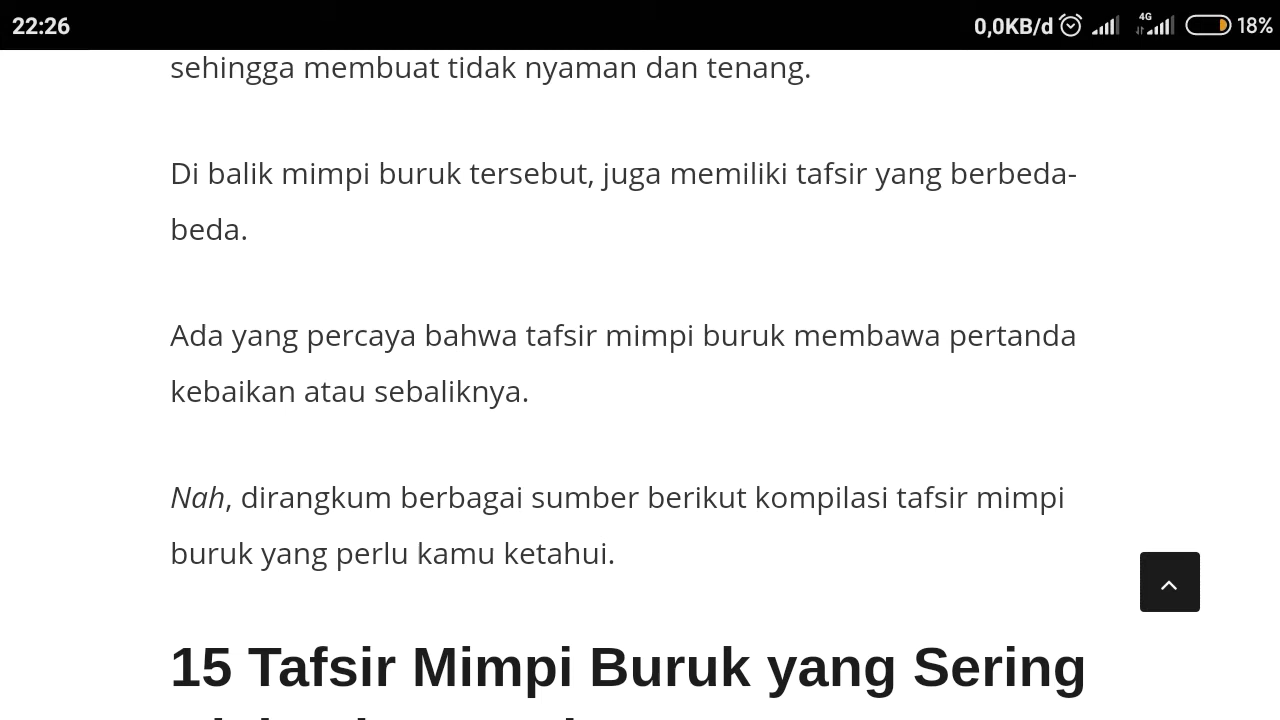 22:26
0,0KB/d
4G
18%
sehingga membuat tidak nyaman dan tenang.
Di balik mimpi buruk tersebut, juga memiliki tafsir yang berbeda-
beda.
Ada yang percaya bahwa tafsir mimpi buruk membawa pertanda
kebaikan atau sebaliknya.
Nah, dirangkum berbagai sumber berikut kompilasi tafsir mimpi
buruk yang perlu kamu ketahui.
15 Tafsir Mimpi Buruk yang Sering